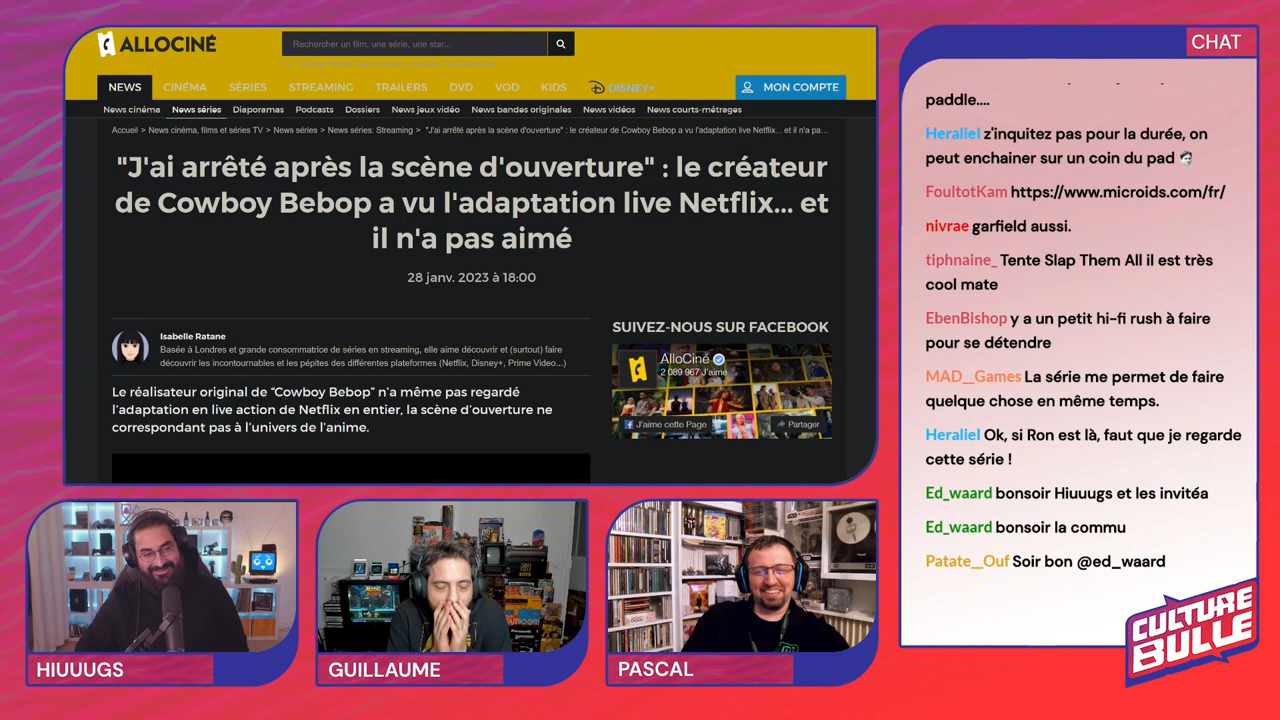 ALLOCINÉ
Rechercher un film, une série, une star...
NEWS CINÉMA SÉRIES STREAMING TRAILERS DVD VOD KIDS DISNEY+
MON COMPTE
News cinéma News séries Diaporamas Podcasts Dossiers News jeux vidéo News bandes originales News vidéos News courts-métrages
Accueil > News cinéma, films et séries TV > News séries > News séries: Streaming > "J'ai arrêté après la scène d'ouverture" : le créateur de Cowboy Bebop a vu l'adaptation live Netflix... et il n'a pa...
"J'ai arrêté après la scène d'ouverture" : le créateur
de Cowboy Bebop a vu l'adaptation live Netflix... et
il n'a pas aimé
28 janv. 2023 à 18:00
Isabelle Ratane
Basée à Londres et grande consommatrice de séries en streaming, elle aime découvrir et (surtout) faire
découvrir les incontournables et les pépites des différentes plateformes (Netflix, Disney+, Prime Video...)
Le réalisateur original de “Cowboy Bebop” n’a même pas regardé
l’adaptation en live action de Netflix en entier, la scène d’ouverture ne
correspondant pas à l’univers de l’anime.
SUIVEZ-NOUS SUR FACEBOOK
AlloCiné
2 089 967 J'aime
J'aime cette Page
Partager
CHAT
paddle....
Heraliel z'inquitez pas pour la durée, on
peut enchainer sur un coin du pad
FoultotKam https://www.microids.com/fr/
nivrae garfield aussi.
tiphnaine_ Tente Slap Them All il est très
cool mate
EbenBishop y a un petit hi-fi rush à faire
pour se détendre
MAD__Games La série me permet de faire
quelque chose en même temps.
Heraliel Ok, si Ron est là, faut que je regarde
cette série !
Ed_waard bonsoir Hiuuugs et les invitéa
Ed_waard bonsoir la commu
Patate__Ouf Soir bon @ed_waard
CULTURE
BULLE
HIUUUGS
GUILLAUME
PASCAL